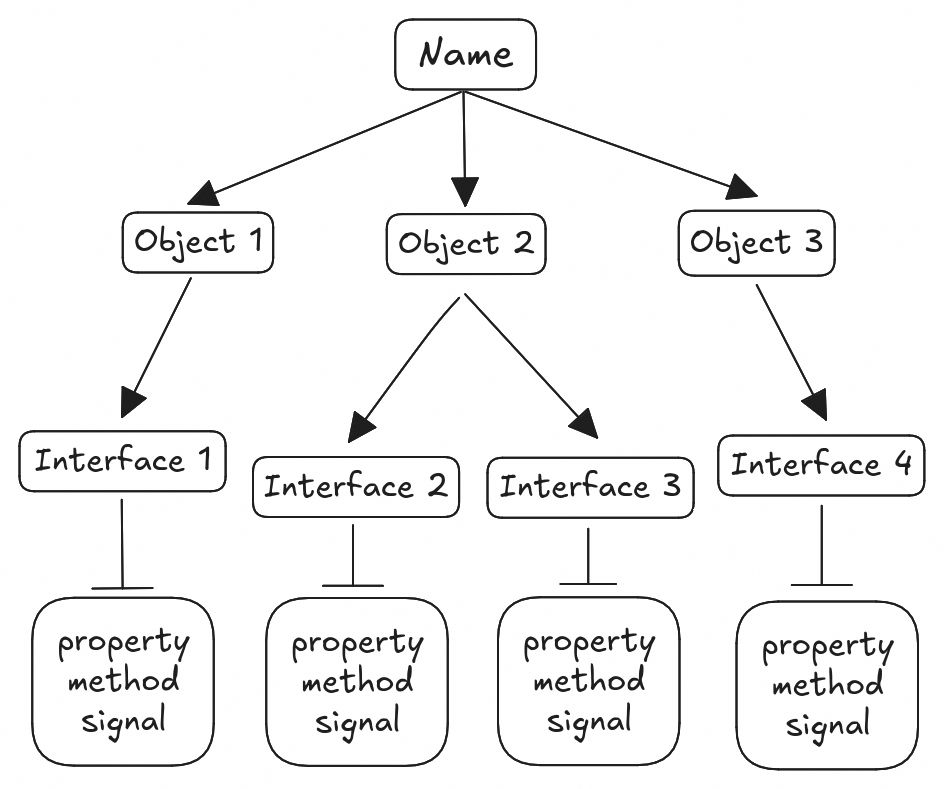 Name
Object 1
Object 2
Object 3
Interface 1
Interface 2
Interface 3
Interface 4
property
method
signal
property
method
signal
property
method
signal
property
method
signal